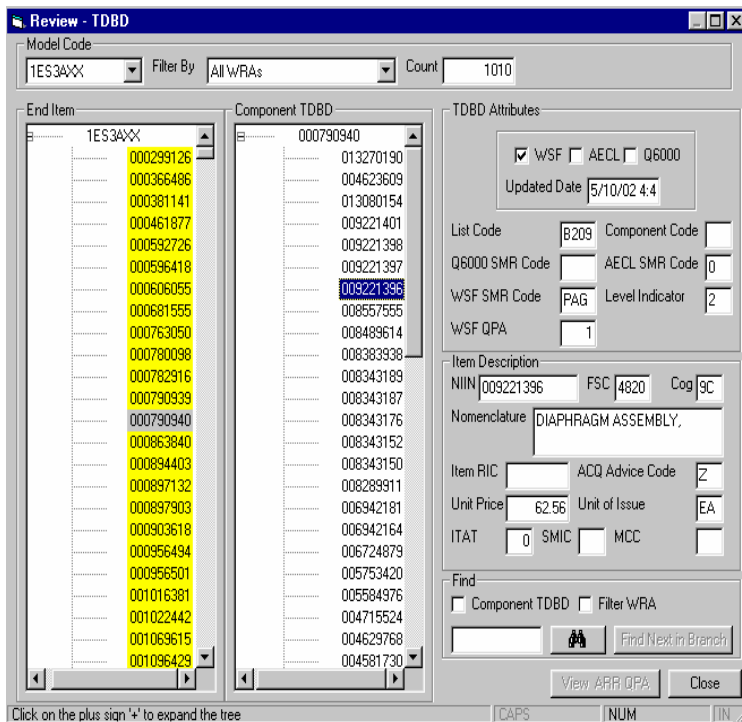 Review - TDBD
Model Code
1ES3AXX Filter By All WRAs Count 1010
End Item
1ES3AXX
000299126
000366486
000381141
000461877
000592726
000596418
000606055
000681555
000763050
000780098
000782916
000790939
000790940
000863840
000894403
000897132
000897903
000903618
000956494
000956501
001016381
001022442
001069615
001096429
Component TDBD
000790940
013270190
004623609
013080154
009221401
009221398
009221397
009221396
008557555
008489614
008383938
008343189
008343187
008343176
008343152
008343150
008289911
006942181
006942164
006724879
005753420
005584976
004715524
004629768
004581730
TDBD Attributes
WSF AECL Q6000
Updated Date 5/10/02 4:4
List Code B209 Component Code
Q6000 SMR Code AECL SMR Code 0
WSF SMR Code PAG Level Indicator 2
WSF QPA 1
Item Description
NIIN 009221396 FSC 4820 Cog 9C
Nomenclature DIAPHRAGM ASSEMBLY,
Item RIC ACQ Advice Code Z
Unit Price 62.56 Unit of Issue EA
ITAT 0 SMIC MCC
Find
Component TDBD Filter WRA
Find Next in Branch
View ARR QPA Close
Click on the plus sign '+' to expand the tree CAPS NUM IN